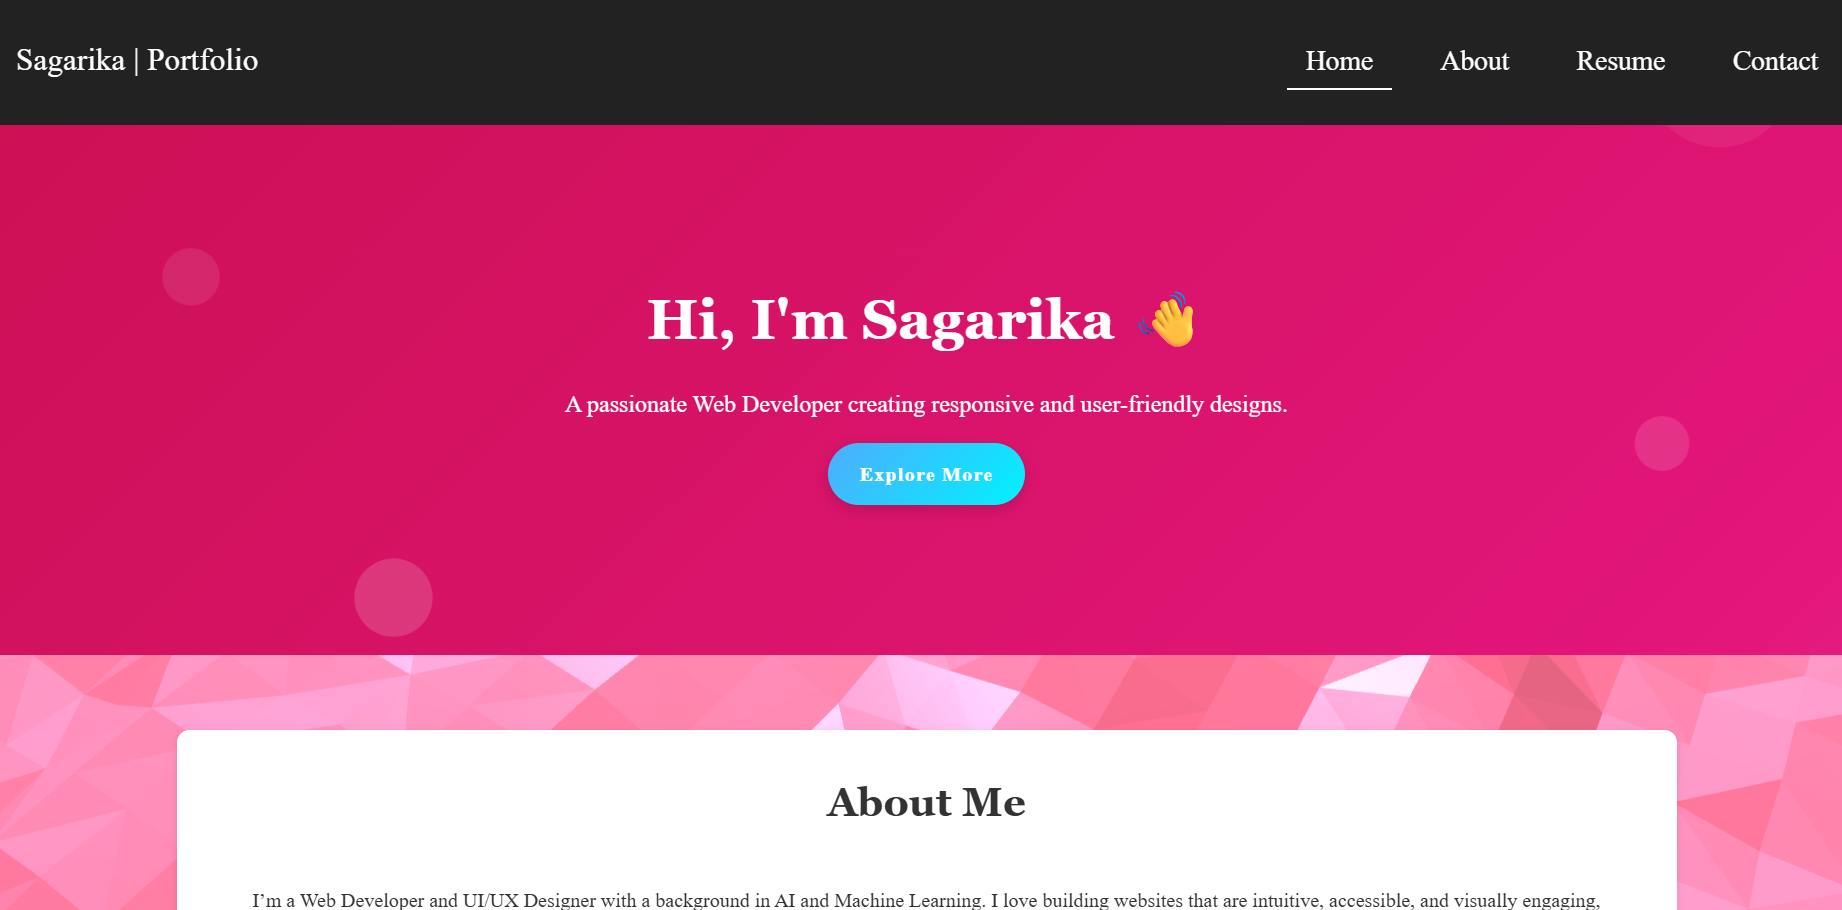 Sagarika | Portfolio
Home About Resume Contact
Hi, I'm Sagarika 👋
A passionate Web Developer creating responsive and user-friendly designs.
Explore More
About Me
I’m a Web Developer and UI/UX Designer with a background in AI and Machine Learning. I love building websites that are intuitive, accessible, and visually engaging,